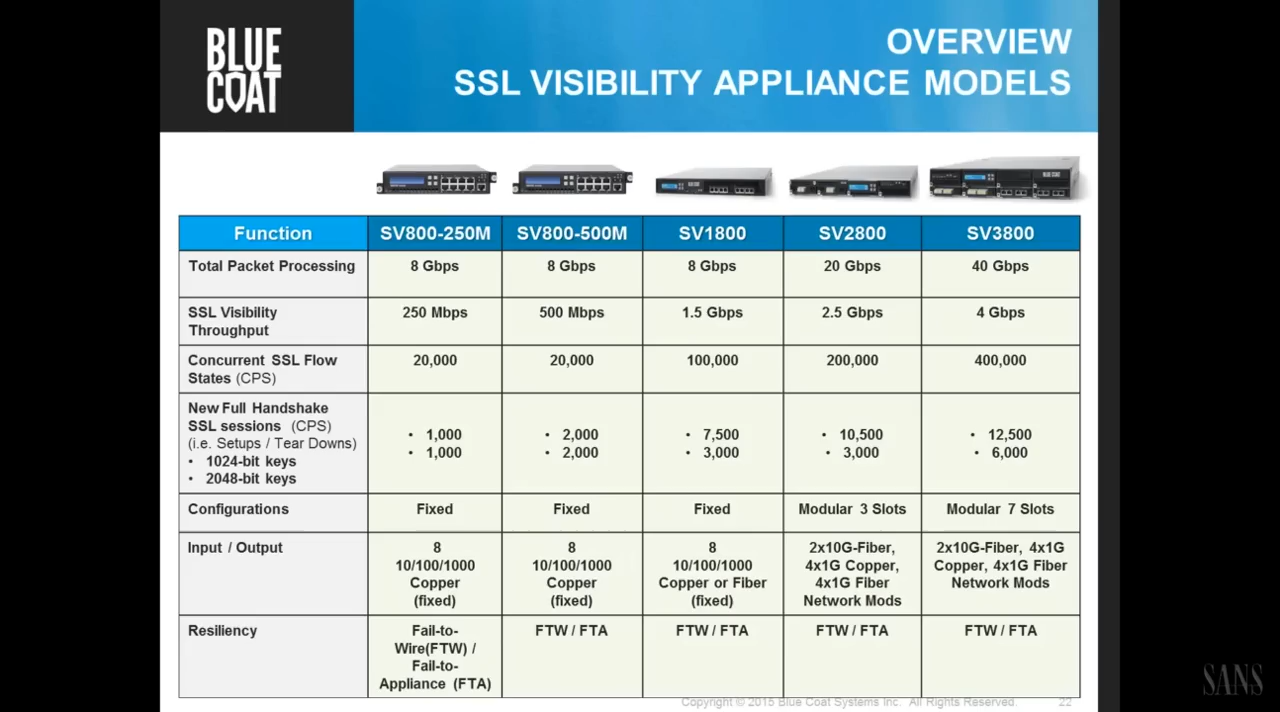 BLUE
COAT
OVERVIEW
SSL VISIBILITY APPLIANCE MODELS
Function
SV800-250M
SV800-500M
SV1800
SV2800
SV3800
Total Packet Processing
8 Gbps
8 Gbps
8 Gbps
20 Gbps
40 Gbps
SSL Visibility
Throughput
250 Mbps
500 Mbps
1.5 Gbps
2.5 Gbps
4 Gbps
Concurrent SSL Flow
States (CPS)
20,000
20,000
100,000
200,000
400,000
New Full Handshake
SSL sessions (CPS)
(i.e. Setups / Tear Downs)
• 1024-bit keys
• 2048-bit keys
• 1,000
• 1,000
• 2,000
• 2,000
• 7,500
• 3,000
• 10,500
• 3,000
• 12,500
• 6,000
Configurations
Fixed
Fixed
Fixed
Modular 3 Slots
Modular 7 Slots
Input / Output
8
10/100/1000
Copper
(fixed)
8
10/100/1000
Copper
(fixed)
8
10/100/1000
Copper or Fiber
(fixed)
2x10G-Fiber,
4x1G Copper,
4x1G Fiber
Network Mods
2x10G-Fiber, 4x1G
Copper, 4x1G Fiber
Network Mods
Resiliency
Fail-to-
Wire(FTW) /
Fail-to-
Appliance (FTA)
FTW / FTA
FTW / FTA
FTW / FTA
FTW / FTA
Copyright © 2015 Blue Coat Systems Inc. All Rights Reserved.
22
SANS